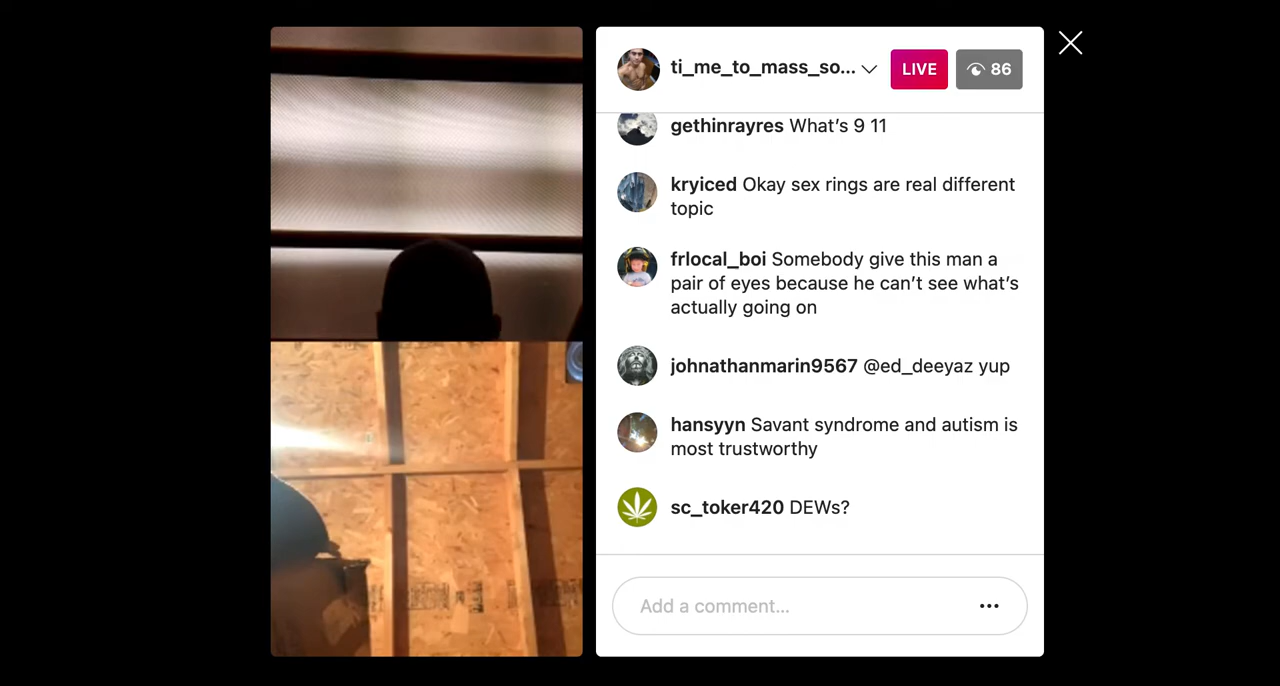 ti_me_to_mass_so...
LIVE
86
gethinrayres What’s 9 11
kryiced Okay sex rings are real different
topic
frlocal_boi Somebody give this man a
pair of eyes because he can’t see what’s
actually going on
johnathanmarin9567 @ed_deeyaz yup
hansyyn Savant syndrome and autism is
most trustworthy
sc_toker420 DEWs?
Add a comment...